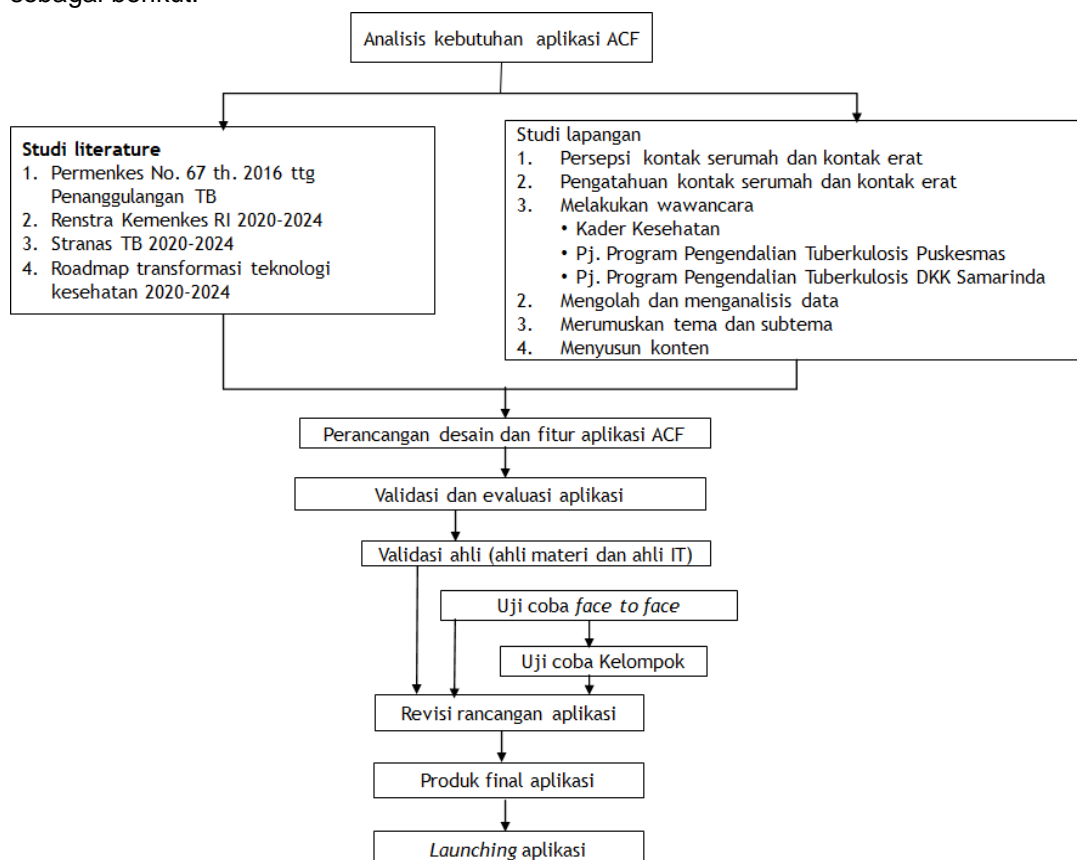 sebagai berikut:
Analisis kebutuhan aplikasi ACF
Studi literature
1. Permenkes No. 67 th. 2016 ttg
Penanggulangan TB
2. Renstra Kemenkes RI 2020-2024
3. Stranas TB 2020-2024
4. Roadmap transformasi teknologi
kesehatan 2020-2024
Studi lapangan
1. Persepsi kontak serumah dan kontak erat
2. Pengatahuan kontak serumah dan kontak erat
3. Melakukan wawancara
• Kader Kesehatan
• Pj. Program Pengendalian Tuberkulosis Puskesmas
• Pj. Program Pengendalian Tuberkulosis DKK Samarinda
2. Mengolah dan menganalisis data
3. Merumuskan tema dan subtema
4. Menyusun konten
Perancangan desain dan fitur aplikasi ACF
Validasi dan evaluasi aplikasi
Validasi ahli (ahli materi dan ahli IT)
Uji coba face to face
Uji coba Kelompok
Revisi rancangan aplikasi
Produk final aplikasi
Launching aplikasi